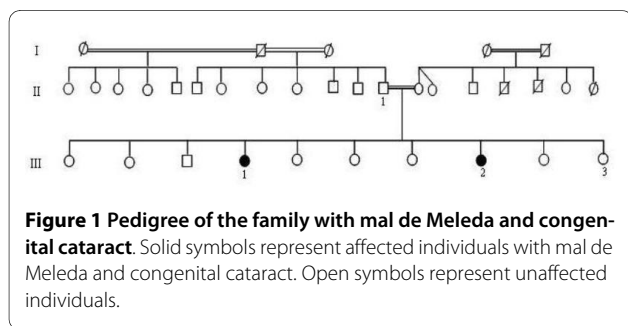 I
II
1
III
1
2
3
Figure 1 Pedigree of the family with mal de Meleda and congen-
ital cataract. Solid symbols represent affected individuals with mal de
Meleda and congenital cataract. Open symbols represent unaffected
individuals.